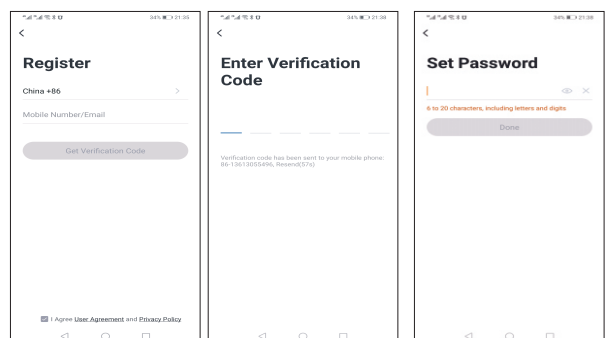 34% 21:35
Register
China +86
Mobile Number/Email
Get Verification Code
I Agree User Agreement and Privacy Policy
34% 21:38
Enter Verification
Code
Verification code has been sent to your mobile phone:
86-13613055496, Resend(57s)
34% 21:38
Set Password
6 to 20 characters, including letters and digits
Done